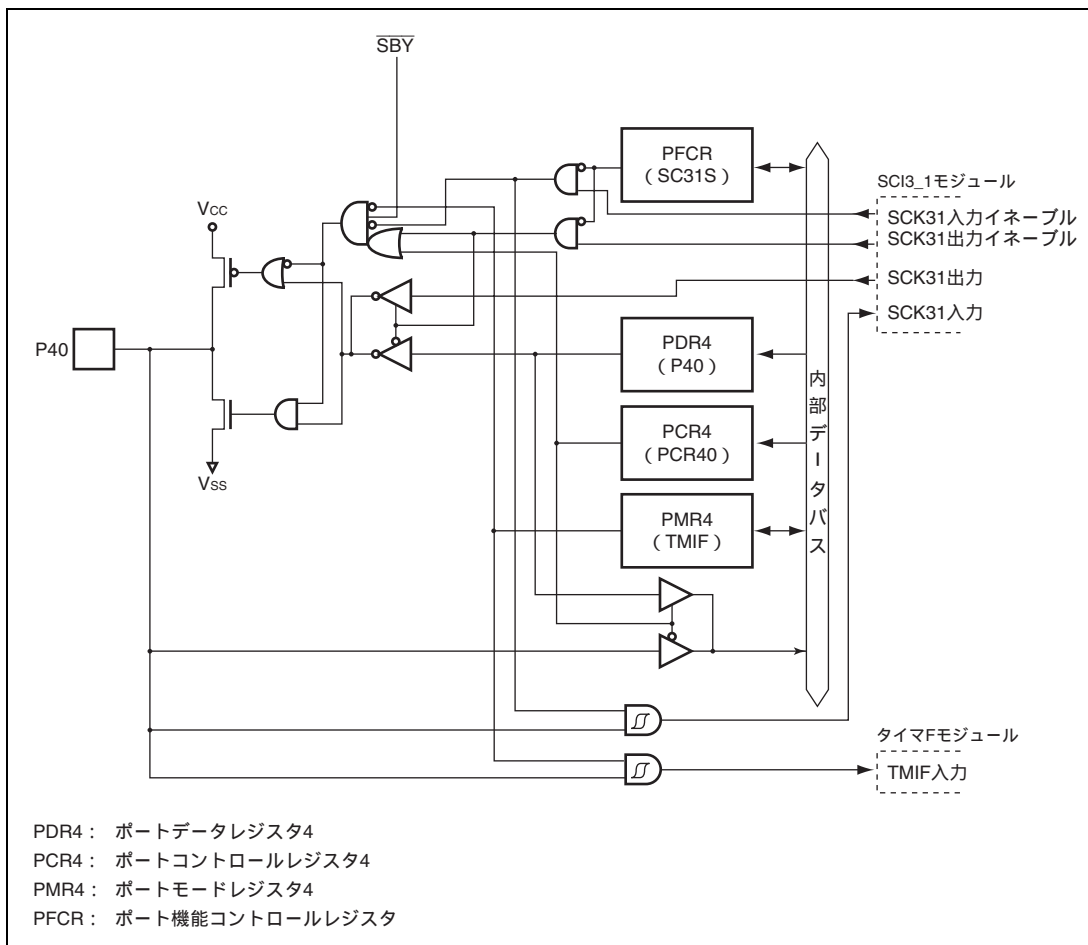 SBY
PFCR
（SC31S）
SCI3_1モジュール
SCK31入力イネーブル
SCK31出力イネーブル
SCK31出力
SCK31入力
VCC
P40
VSS
PDR4
（P40）
PCR4
（PCR40）
PMR4
（TMIF）
内部データバス
タイマFモジュール
TMIF入力
PDR4： ポートデータレジスタ4
PCR4： ポートコントロールレジスタ4
PMR4： ポートモードレジスタ4
PFCR： ポート機能コントロールレジスタ